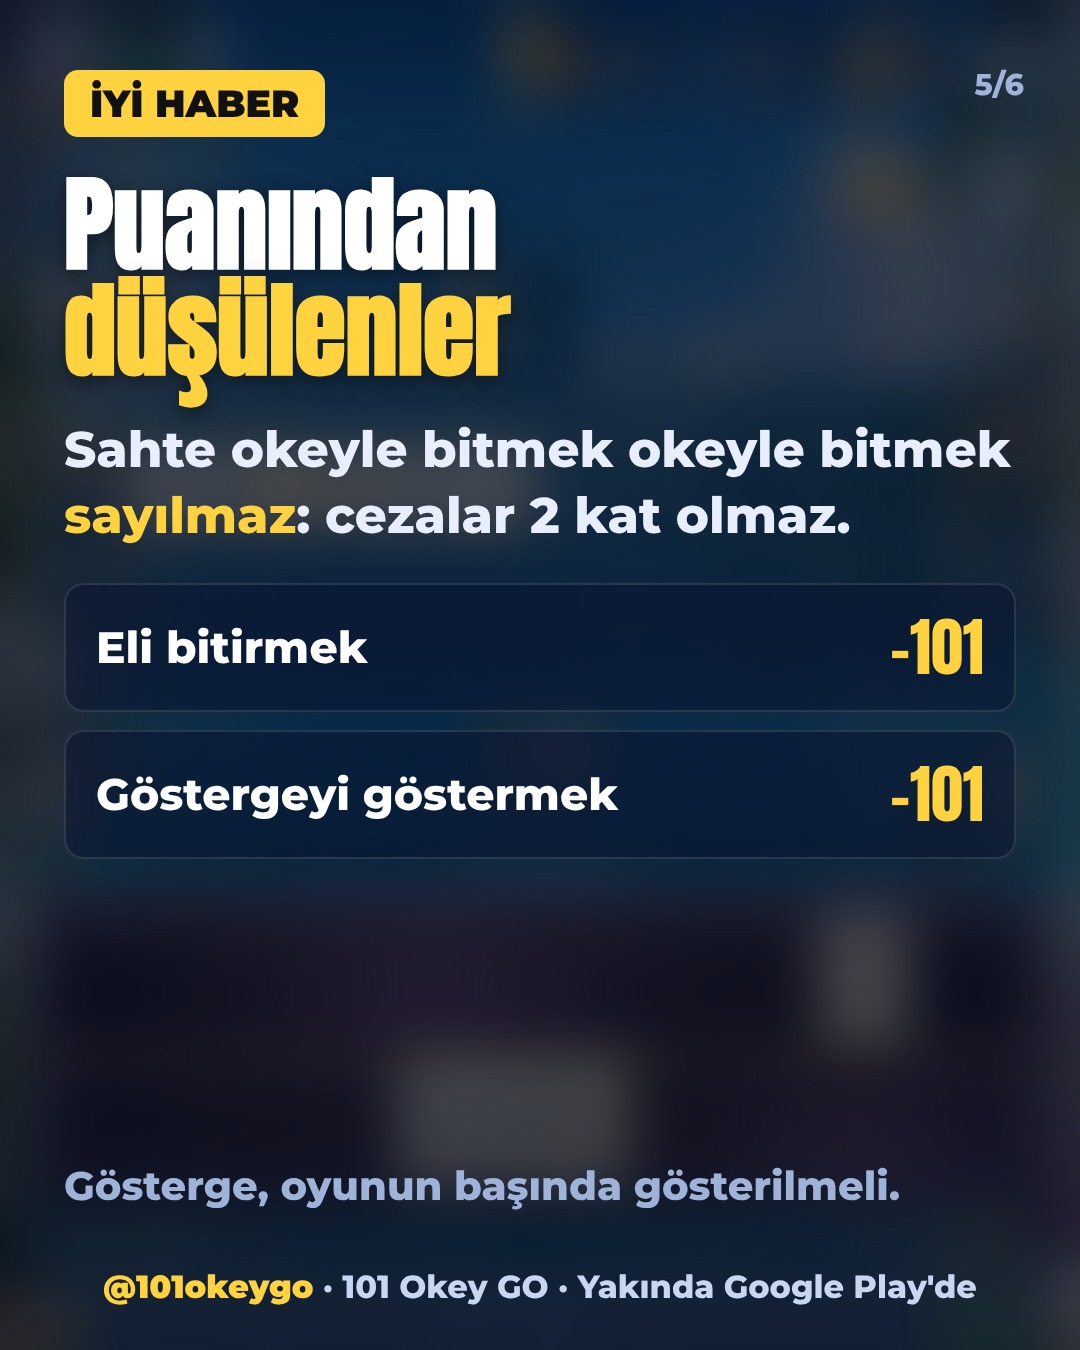 İYİ HABER
5/6
Puanından
düşülenler
Sahte okeyle bitmek okeyle bitmek
sayılmaz: cezalar 2 kat olmaz.
Eli bitirmek
-101
Göstergeyi göstermek
-101
Gösterge, oyunun başında gösterilmeli.
@101okeygo · 101 Okey GO · Yakında Google Play'de